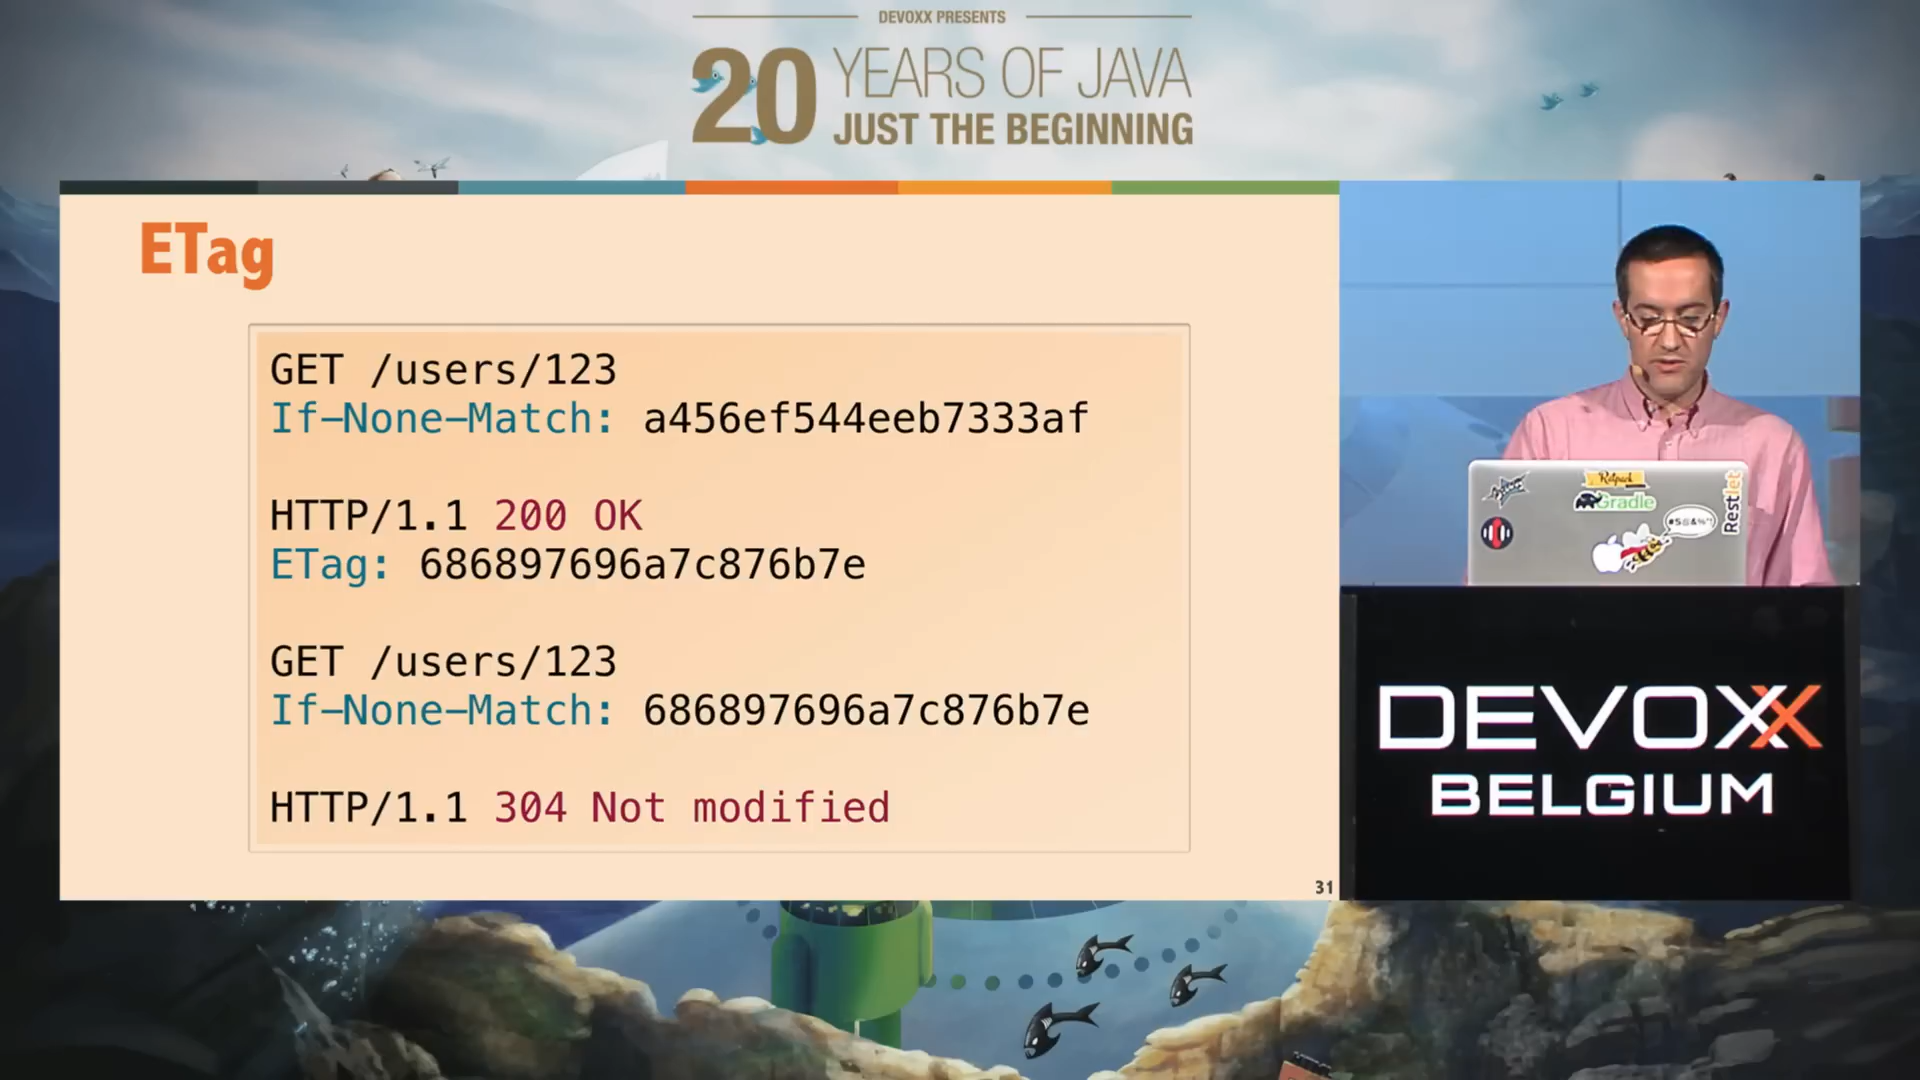 DEVOXX PRESENTS
20 YEARS OF JAVA
JUST THE BEGINNING
ETag
GET /users/123
If-None-Match: a456ef544eeb7333af
HTTP/1.1 200 OK
ETag: 686897696a7c876b7e
GET /users/123
If-None-Match: 686897696a7c876b7e
HTTP/1.1 304 Not modified
31
Ratpack
Gradle
#$@&%*!
Restlet
DEVOXX
BELGIUM